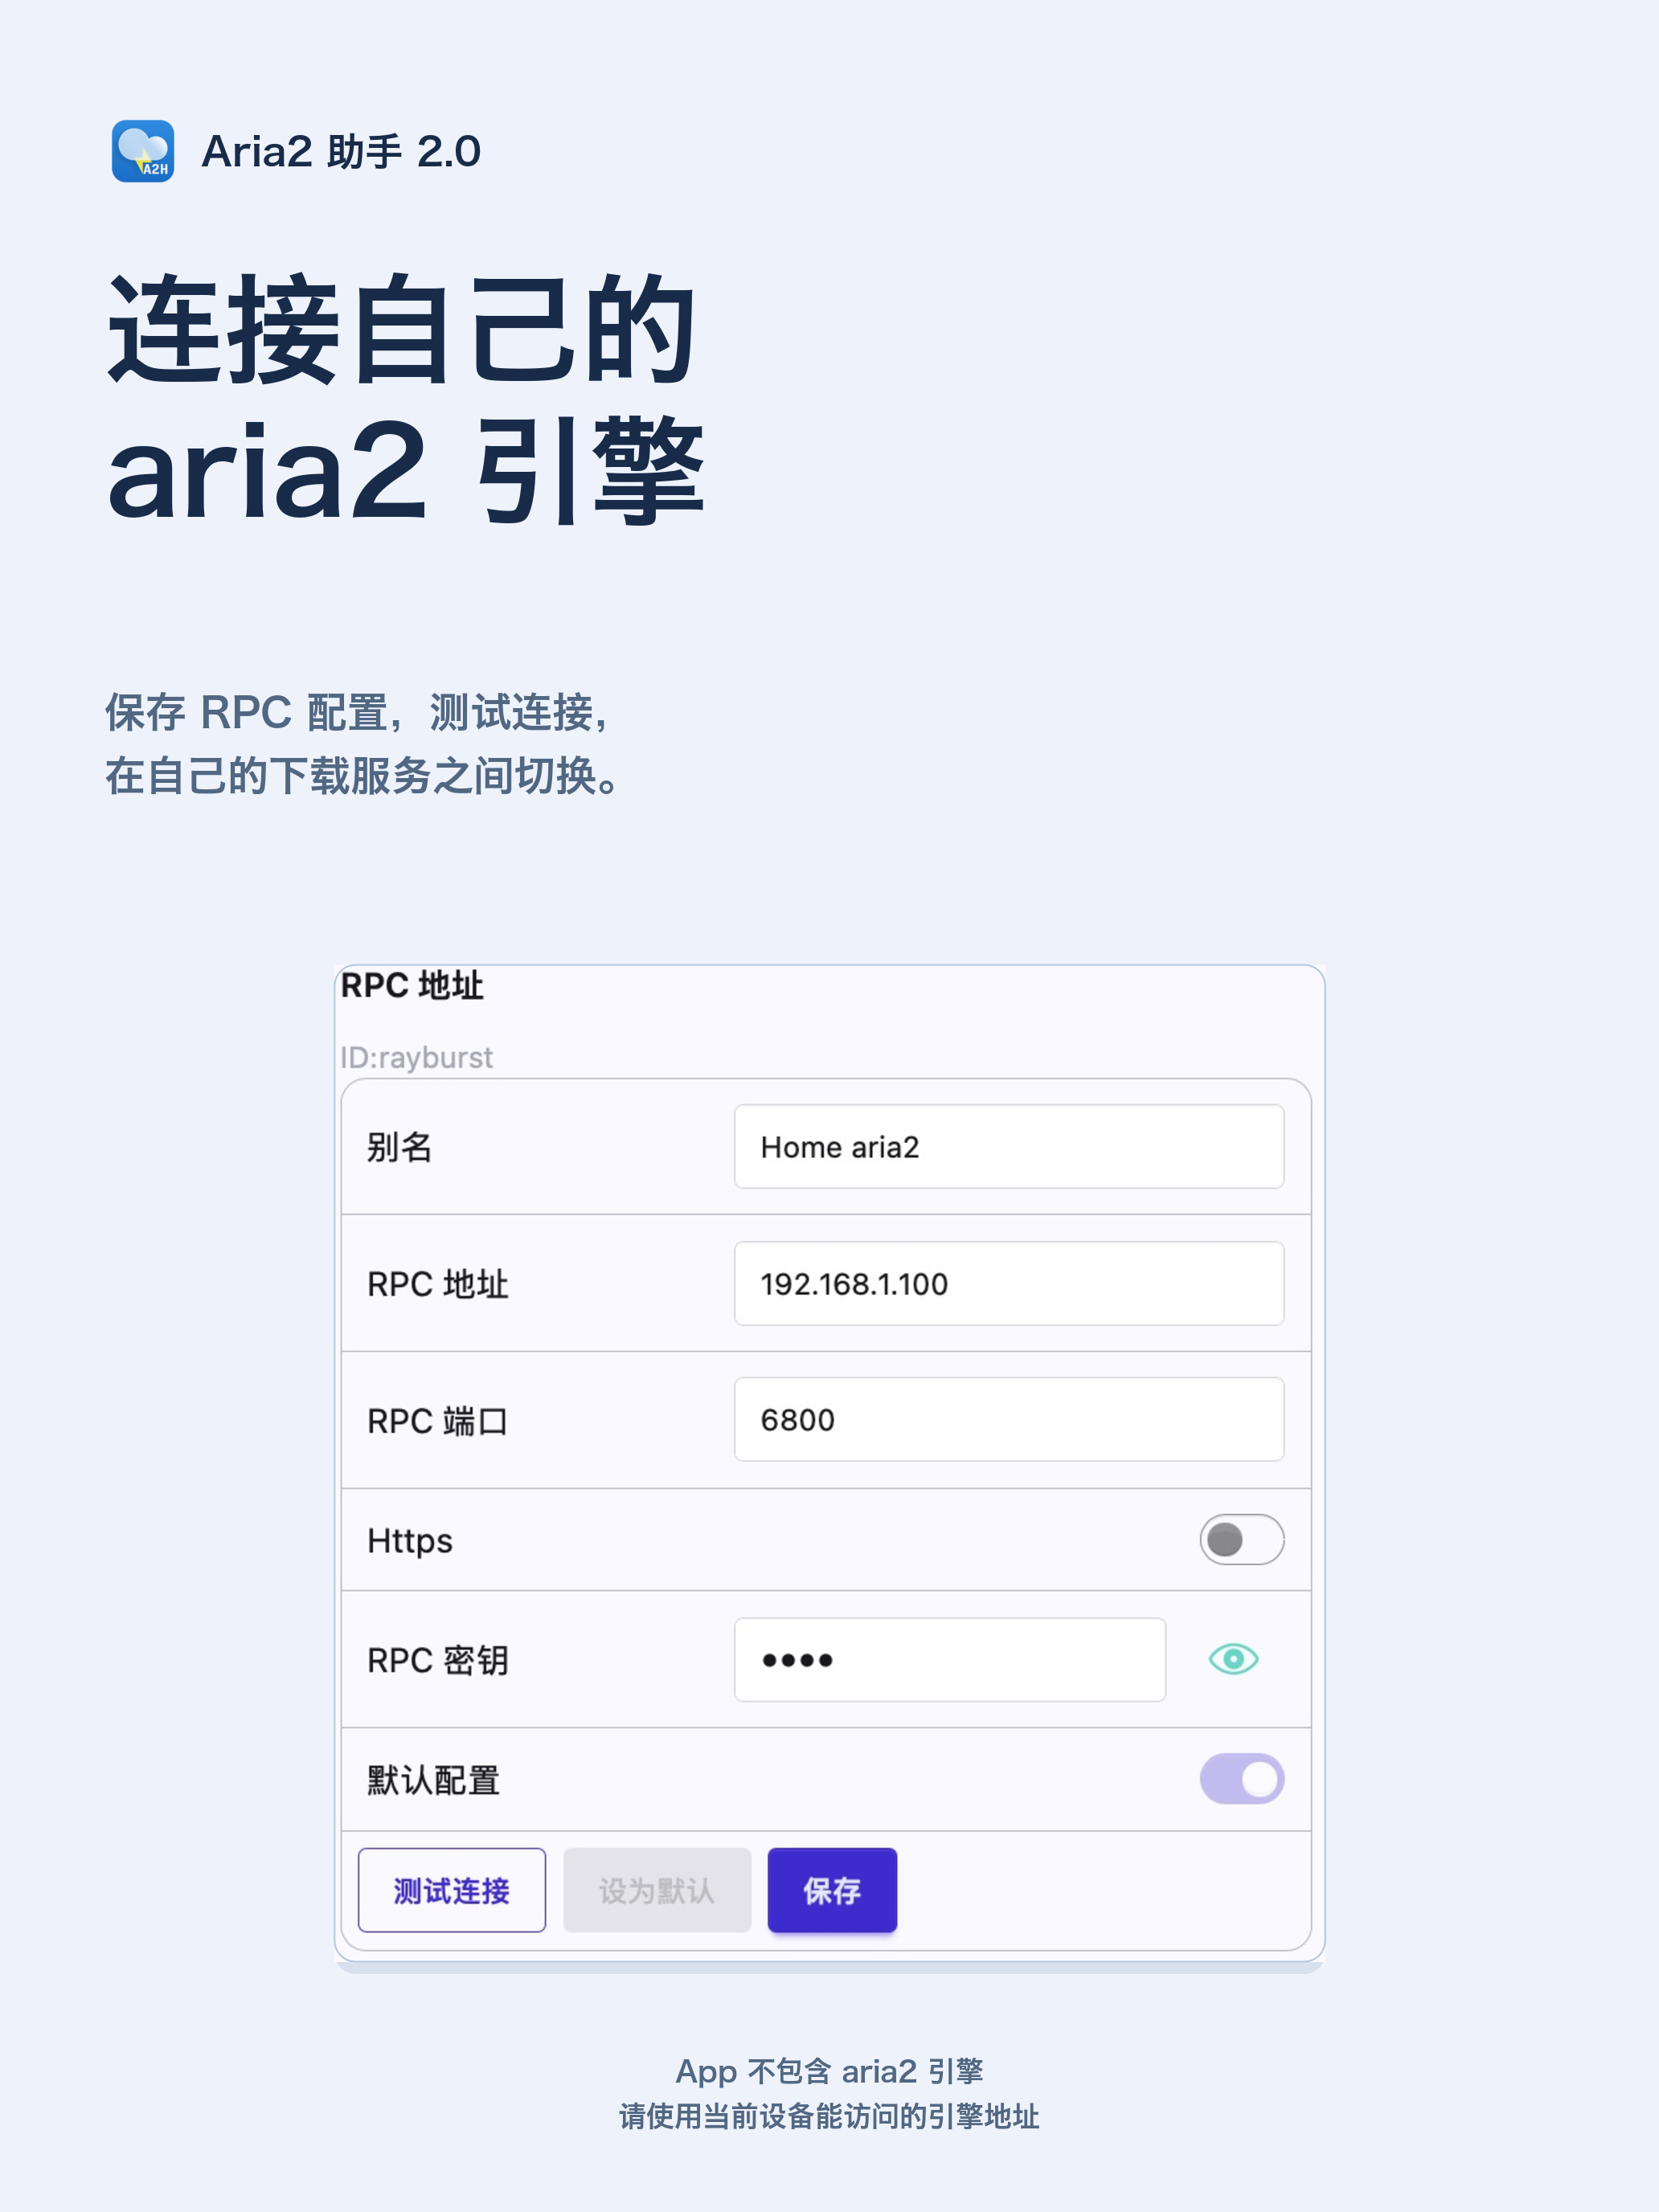 A2H
Aria2 助手 2.0
连接自己的
aria2 引擎
保存 RPC 配置，测试连接，
在自己的下载服务之间切换。
RPC 地址
ID:rayburst
别名
Home aria2
RPC 地址
192.168.1.100
RPC 端口
6800
Https
RPC 密钥
••••
默认配置
测试连接
设为默认
保存
App 不包含 aria2 引擎
请使用当前设备能访问的引擎地址